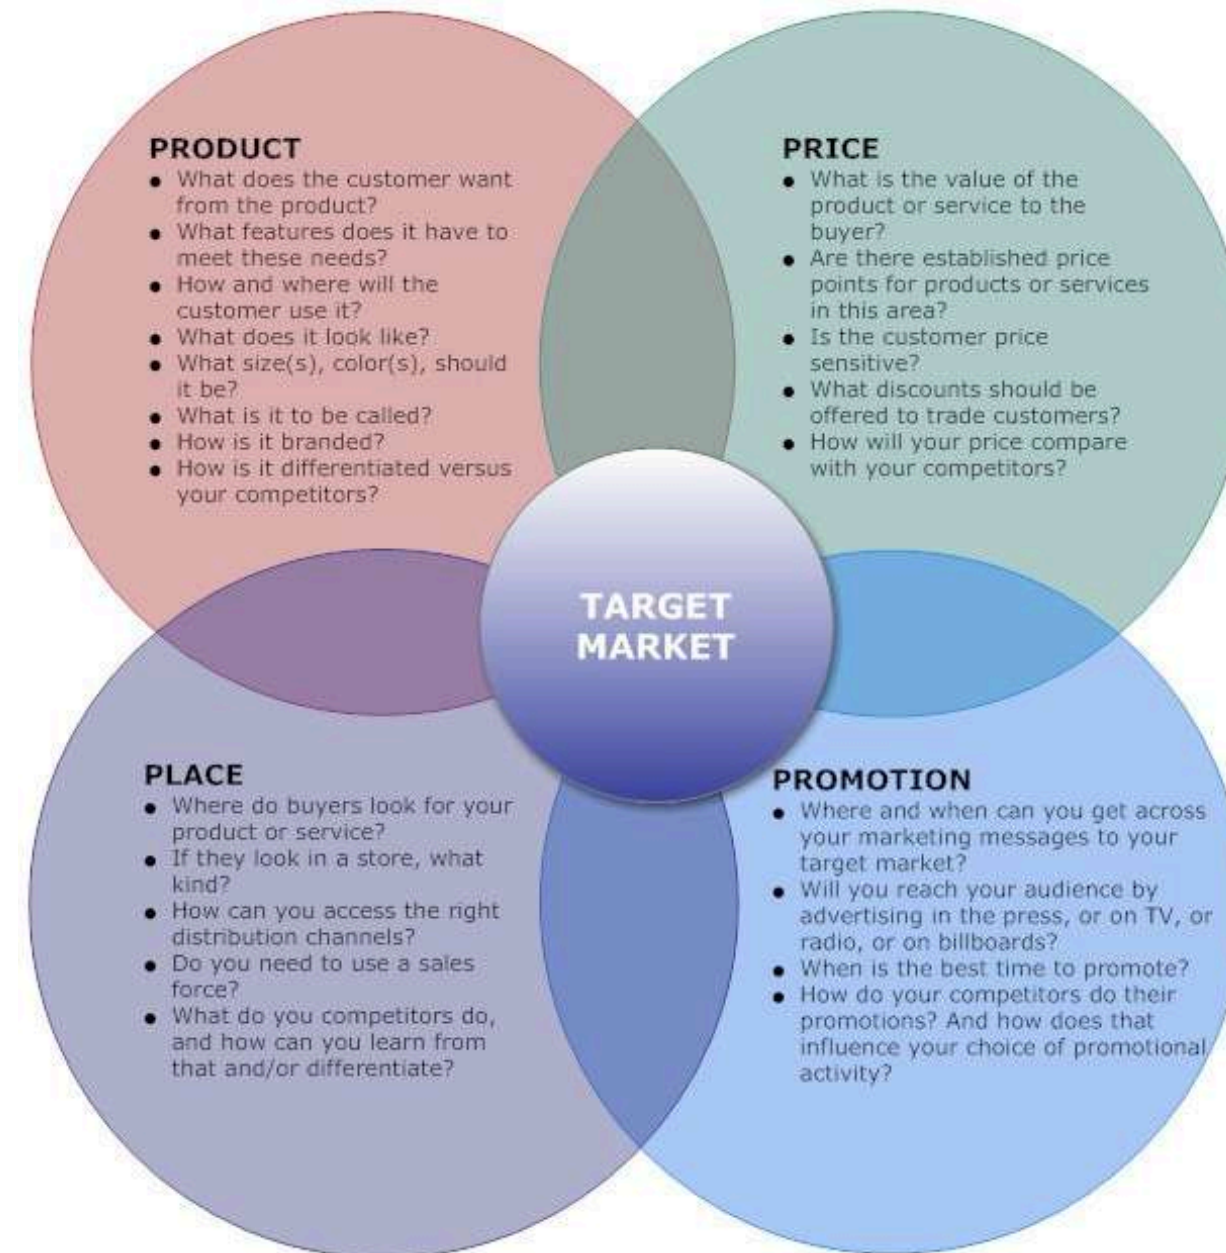 PRODUCT
● What does the customer want
from the product?
● What features does it have to
meet these needs?
● How and where will the
customer use it?
● What does it look like?
● What size(s), color(s), should
it be?
● What is it to be called?
● How is it branded?
● How is it differentiated versus
your competitors?
PRICE
● What is the value of the
product or service to the
buyer?
● Are there established price
points for products or services
in this area?
● Is the customer price
sensitive?
● What discounts should be
offered to trade customers?
● How will your price compare
with your competitors?
TARGET
MARKET
PLACE
● Where do buyers look for your
product or service?
● If they look in a store, what
kind?
● How can you access the right
distribution channels?
● Do you need to use a sales
force?
● What do you competitors do,
and how can you learn from
that and/or differentiate?
PROMOTION
● Where and when can you get across
your marketing messages to your
target market?
● Will you reach your audience by
advertising in the press, or on TV, or
radio, or on billboards?
● When is the best time to promote?
● How do your competitors do their
promotions? And how does that
influence your choice of promotional
activity?